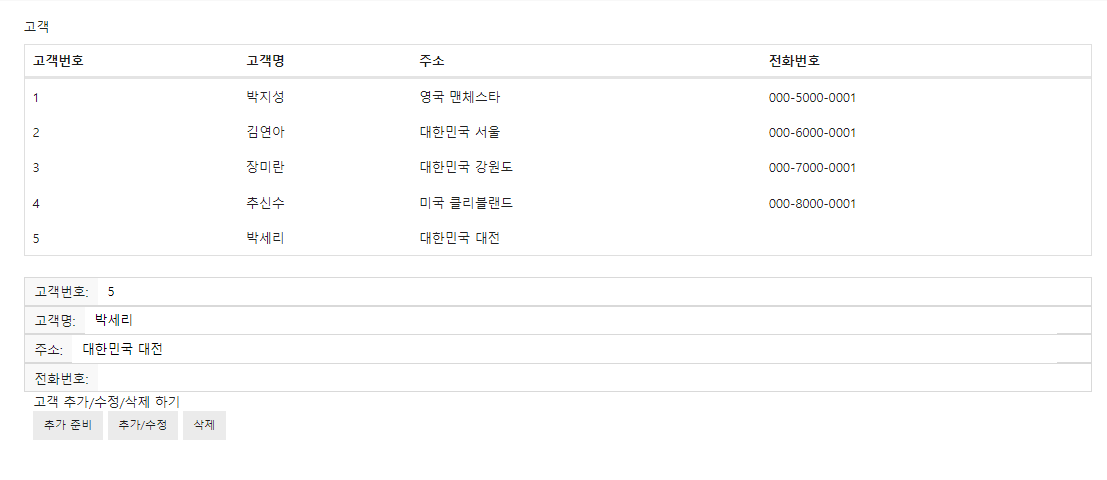 고객
고객번호 고객명 주소 전화번호
1 박지성 영국 맨체스타 000-5000-0001
2 김연아 대한민국 서울 000-6000-0001
3 장미란 대한민국 강원도 000-7000-0001
4 추신수 미국 클리블랜드 000-8000-0001
5 박세리 대한민국 대전
고객번호: 5
고객명: 박세리
주소: 대한민국 대전
전화번호:
고객 추가/수정/삭제 하기
추가 준비 추가/수정 삭제